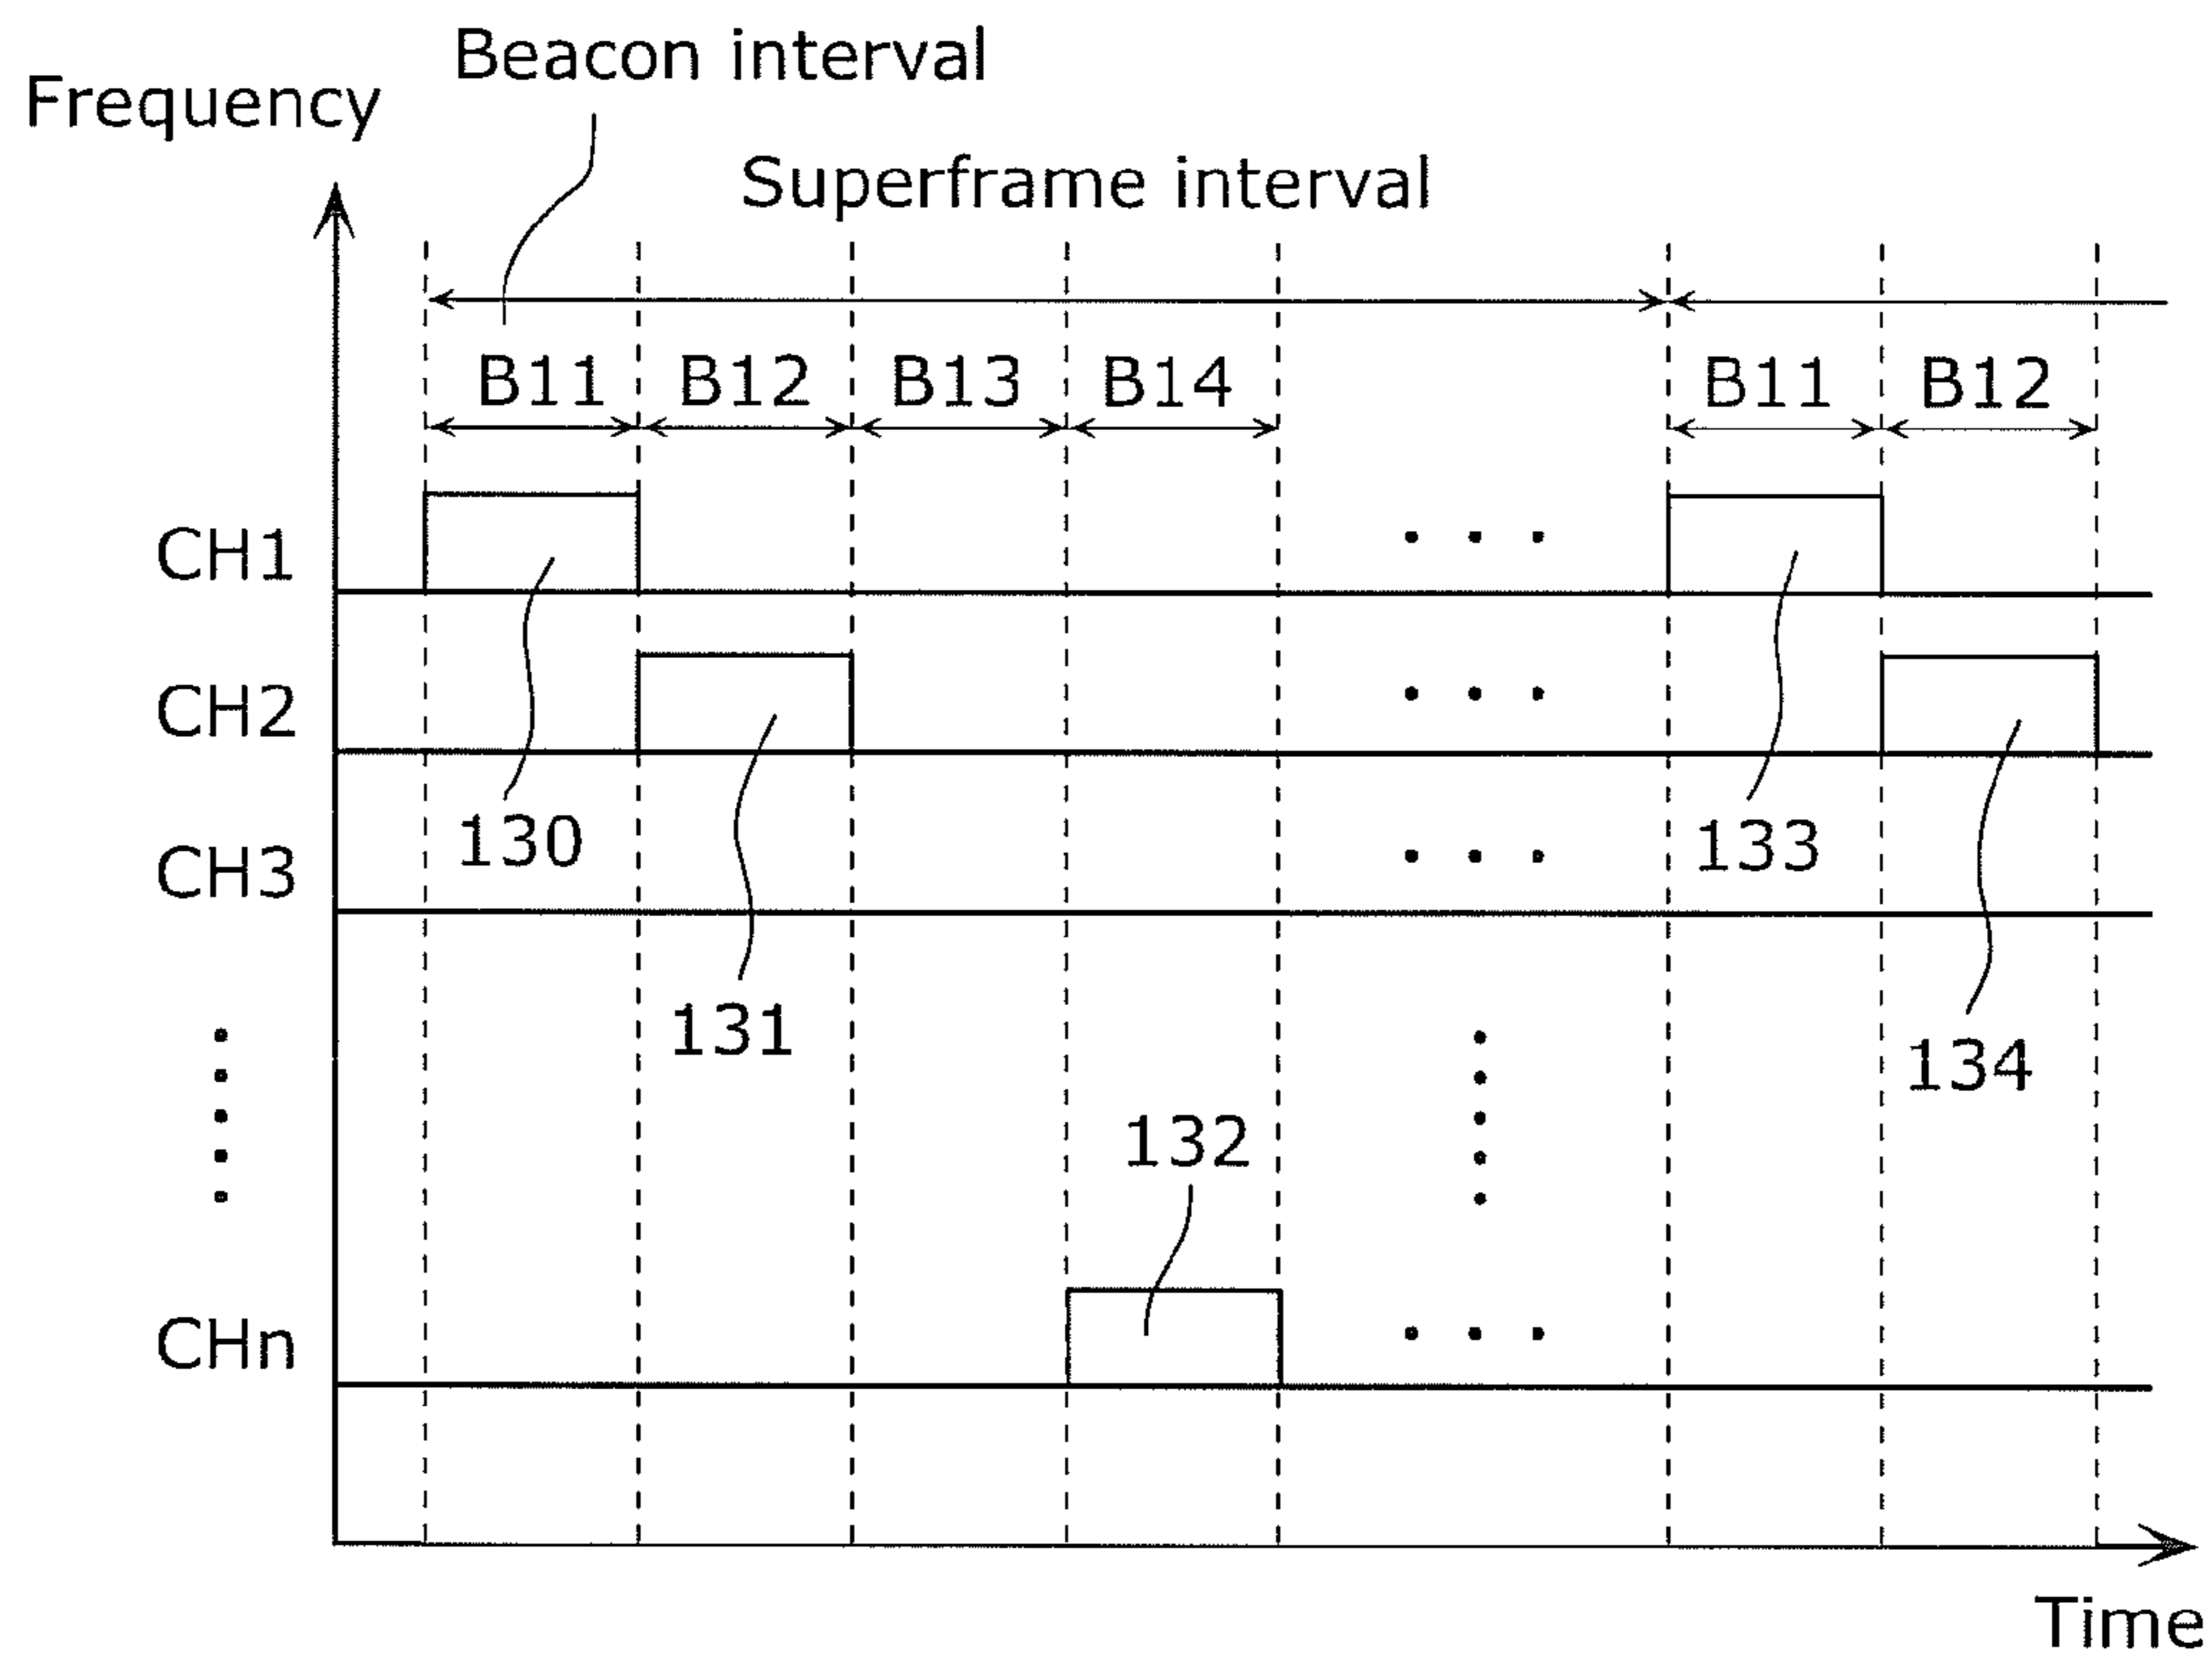 Beacon interval
Frequency
Superframe interval
B11 B12 B13 B14 B11 B12
CH1
CH2
130 133
CH3
131 134
132
CHn
Time